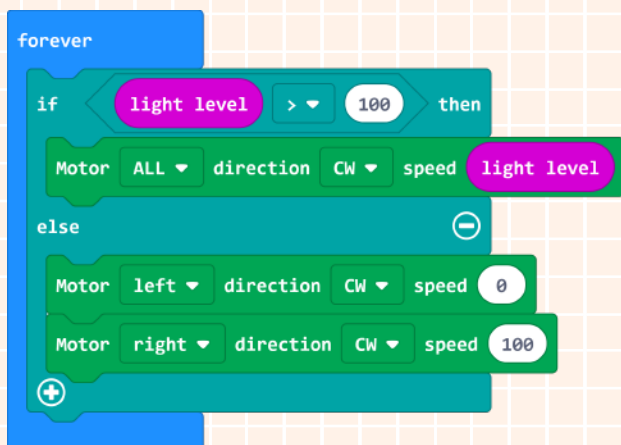 forever
if light level > 100 then
Motor ALL direction CW speed light level
else
Motor left direction CW speed 0
Motor right direction CW speed 100